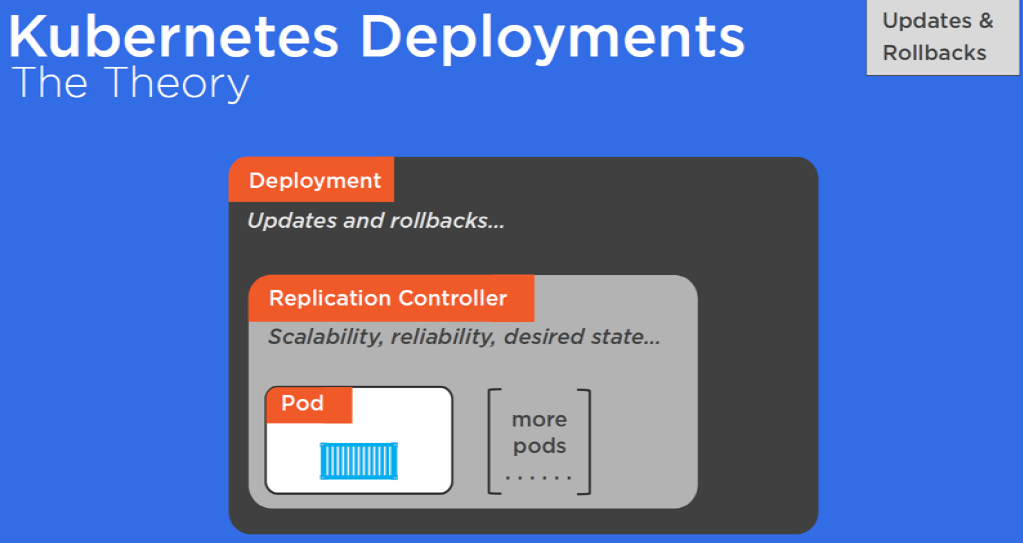 Kubernetes Deployments
The Theory
Updates &
Rollbacks
Deployment
Updates and rollbacks...
Replication Controller
Scalability, reliability, desired state...
Pod
more
pods
......